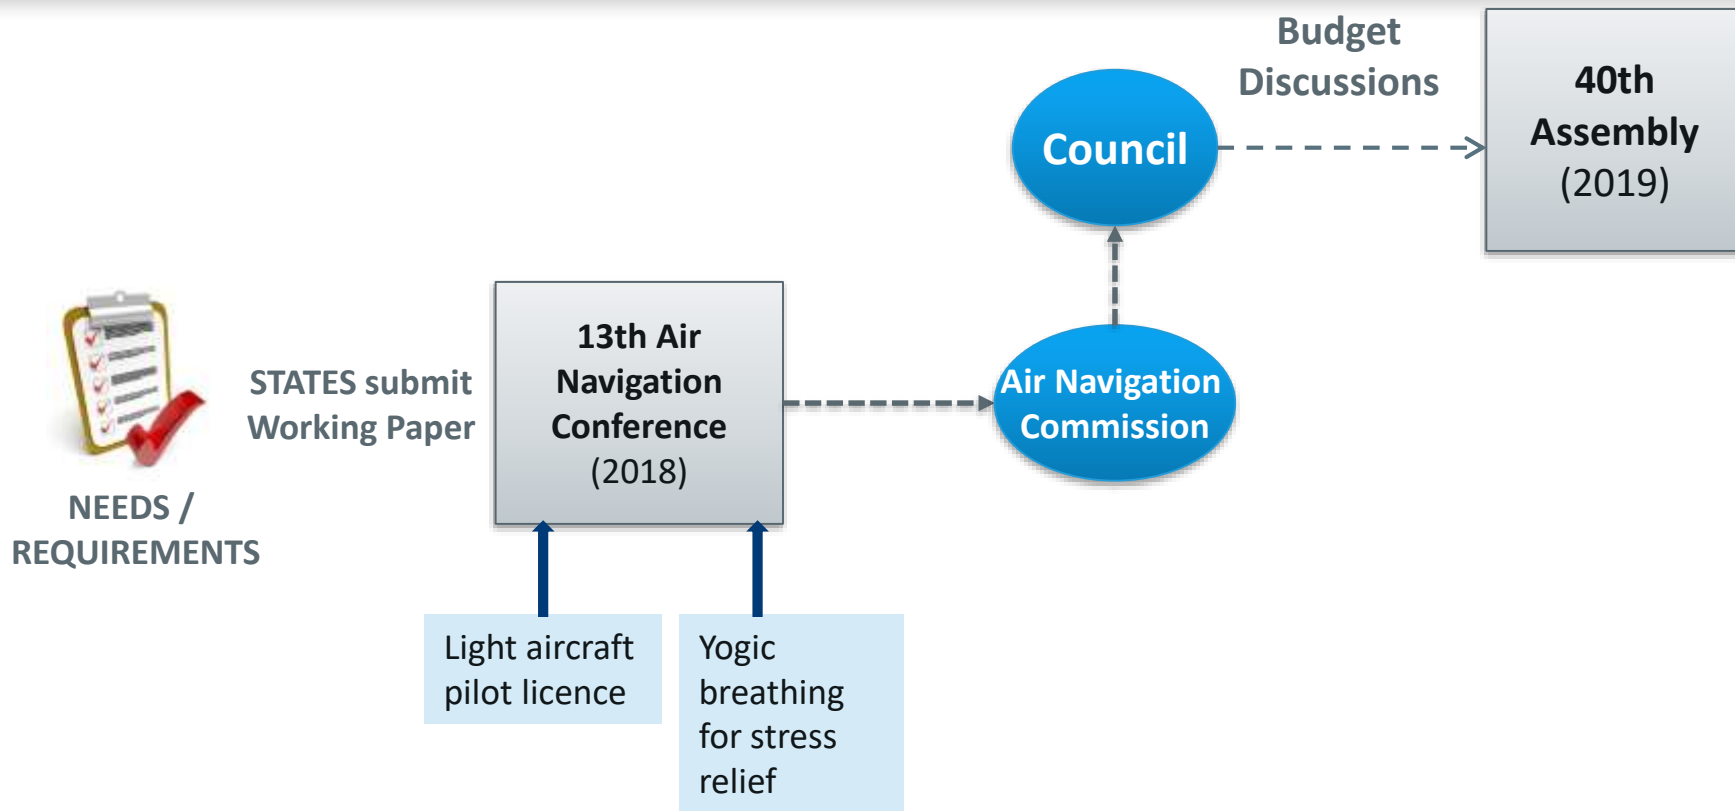 NEEDS /
REQUIREMENTS
STATES submit
Working Paper
13th Air
Navigation
Conference
(2018)
Light aircraft
pilot licence
Yogic
breathing
for stress
relief
Air Navigation
Commission
Council
Budget
Discussions
40th
Assembly
(2019)